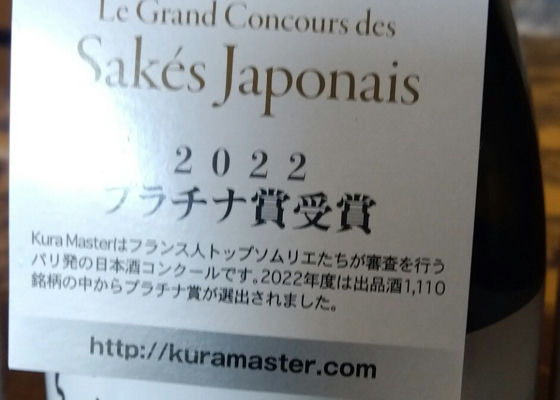 Le Grand Concours des
Sakés Japonais
2022
プラチナ賞受賞
Kura Masterはフランス人トップソムリエたちが審査を行う
パリ発の日本酒コンクールです。2022年度は出品酒1,110
銘柄の中からプラチナ賞が選出されました。
http://kuramaster.com